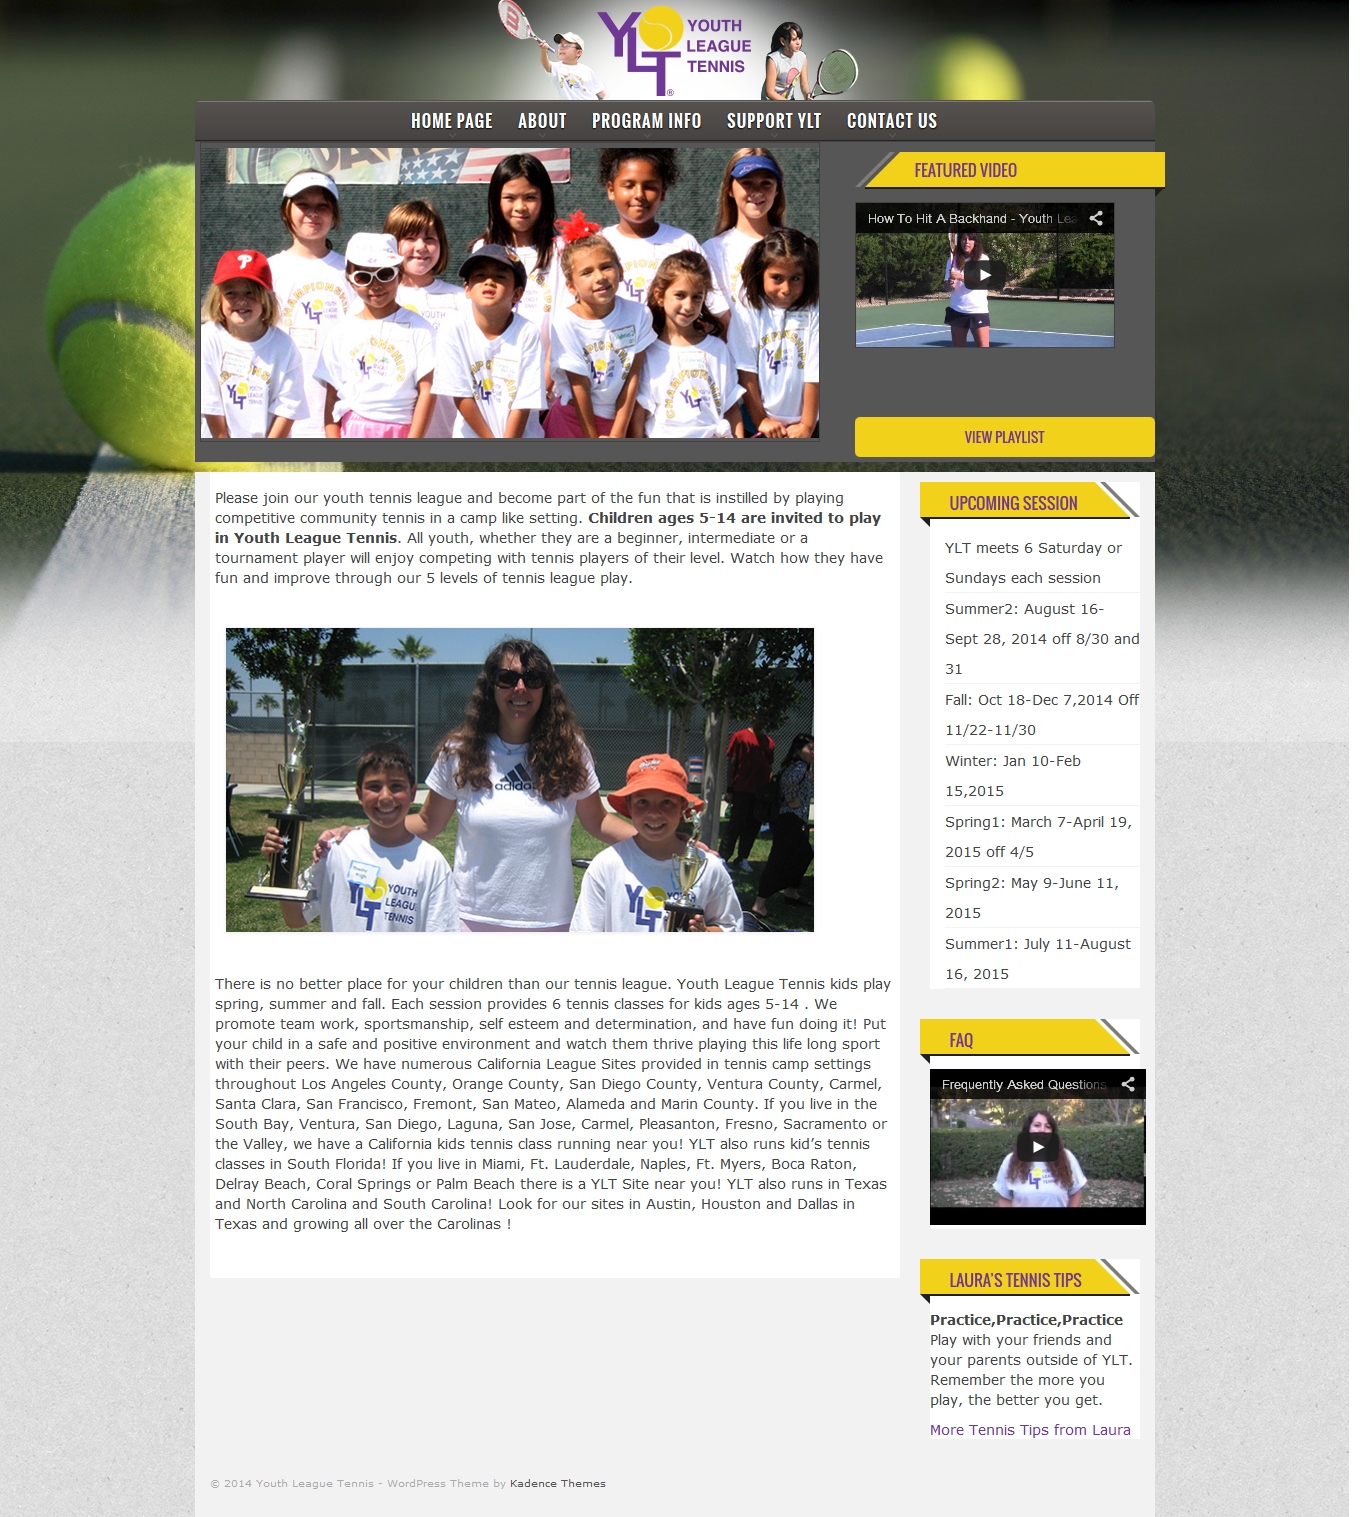 YLT YOUTH
LEAGUE
TENNIS
®
HOME PAGE ABOUT PROGRAM INFO SUPPORT YLT CONTACT US
FEATURED VIDEO
How To Hit A Backhand - Youth Lea
VIEW PLAYLIST
Please join our youth tennis league and become part of the fun that is instilled by playing
competitive community tennis in a camp like setting. Children ages 5-14 are invited to play
in Youth League Tennis. All youth, whether they are a beginner, intermediate or a
tournament player will enjoy competing with tennis players of their level. Watch how they have
fun and improve through our 5 levels of tennis league play.
adidas
YLT YOUTH
LEAGUE
TENNIS
YLT
There is no better place for your children than our tennis league. Youth League Tennis kids play
spring, summer and fall. Each session provides 6 tennis classes for kids ages 5-14 . We
promote team work, sportsmanship, self esteem and determination, and have fun doing it! Put
your child in a safe and positive environment and watch them thrive playing this life long sport
with their peers. We have numerous California League Sites provided in tennis camp settings
throughout Los Angeles County, Orange County, San Diego County, Ventura County, Carmel,
Santa Clara, San Francisco, Fremont, San Mateo, Alameda and Marin County. If you live in the
South Bay, Ventura, San Diego, Laguna, San Jose, Carmel, Pleasanton, Fresno, Sacramento or
the Valley, we have a California kids tennis class running near you! YLT also runs kid’s tennis
classes in South Florida! If you live in Miami, Ft. Lauderdale, Naples, Ft. Myers, Boca Raton,
Delray Beach, Coral Springs or Palm Beach there is a YLT Site near you! YLT also runs in Texas
and North Carolina and South Carolina! Look for our sites in Austin, Houston and Dallas in
Texas and growing all over the Carolinas !
UPCOMING SESSION
YLT meets 6 Saturday or
Sundays each session
Summer2: August 16-
Sept 28, 2014 off 8/30 and
31
Fall: Oct 18-Dec 7,2014 Off
11/22-11/30
Winter: Jan 10-Feb
15,2015
Spring1: March 7-April 19,
2015 off 4/5
Spring2: May 9-June 11,
2015
Summer1: July 11-August
16, 2015
FAQ
Frequently Asked Questions
LAURA’S TENNIS TIPS
Practice,Practice,Practice
Play with your friends and
your parents outside of YLT.
Remember the more you
play, the better you get.
More Tennis Tips from Laura
© 2014 Youth League Tennis - WordPress Theme by Kadence Themes